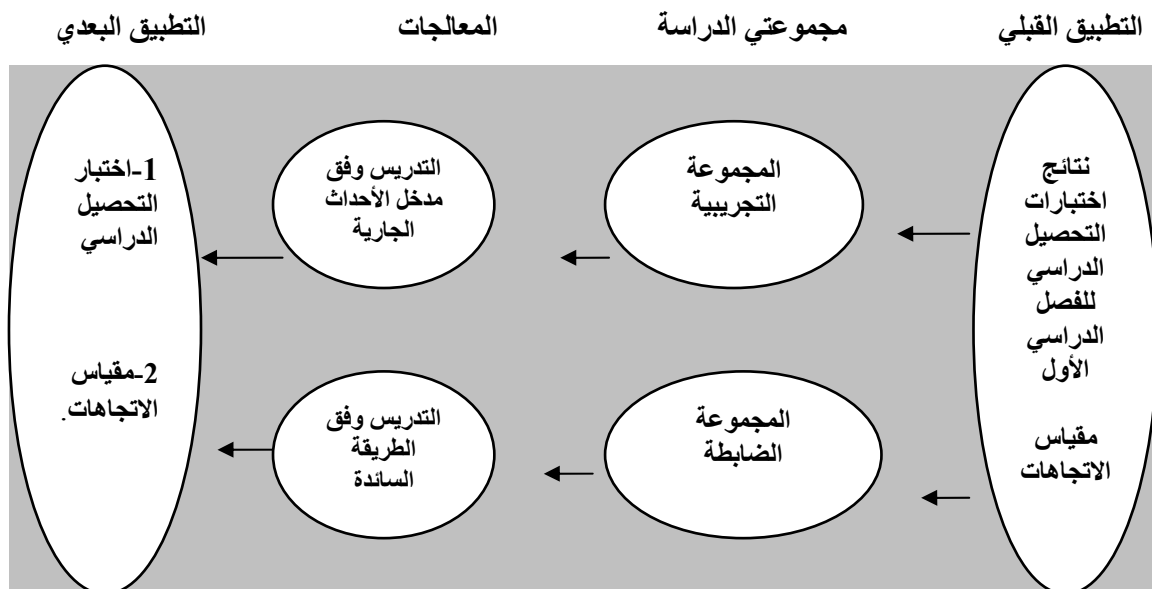 التطبيق القبلي
مجموعتي الدراسة
المعالجات
التطبيق البعدي
نتائج
اختبارات
التحصيل
الدراسي
للفصل
الدراسي
الأول
مقياس
الاتجاهات
المجموعة
التجريبية
التدريس وفق
مدخل الأحداث
الجارية
1-اختبار
التحصيل
الدراسي
المجموعة
الضابطة
التدريس وفق
الطريقة
السائدة
2-مقياس
الاتجاهات.